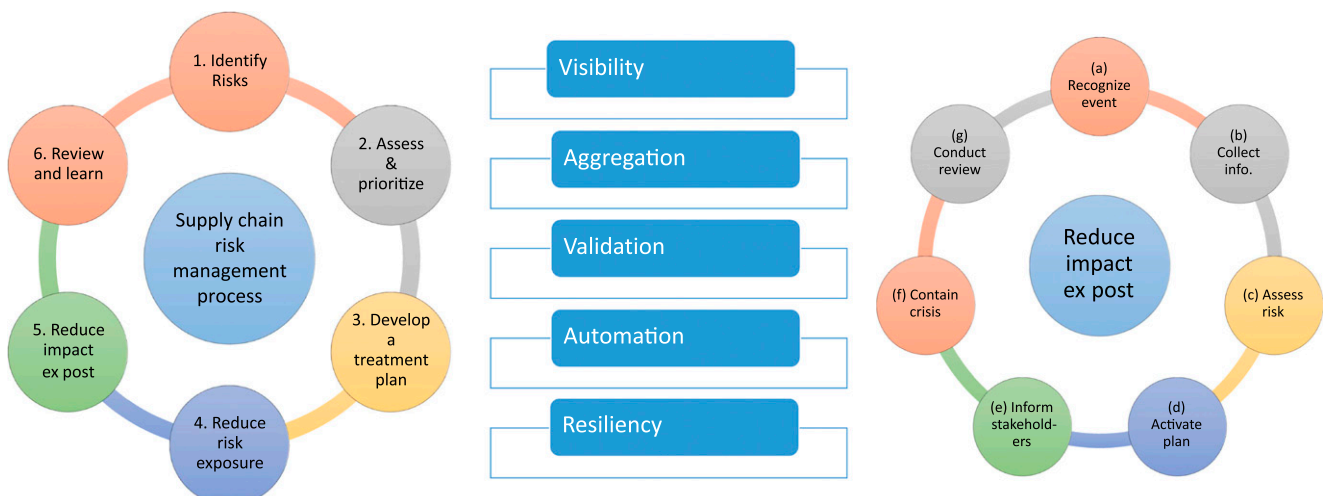 1. Identify
Risks
2. Assess
&
prioritize
3. Develop
a
treatment
plan
4. Reduce
risk
exposure
5. Reduce
impact
ex post
6. Review
and learn
Supply chain
risk
management
process
Visibility
Aggregation
Validation
Automation
Resiliency
(a)
Recognize
event
(b)
Collect
info.
(c) Assess
risk
(d)
Activate
plan
(e) Inform
stakehold-
ers
(f) Contain
crisis
(g)
Conduct
review
Reduce
impact
ex post